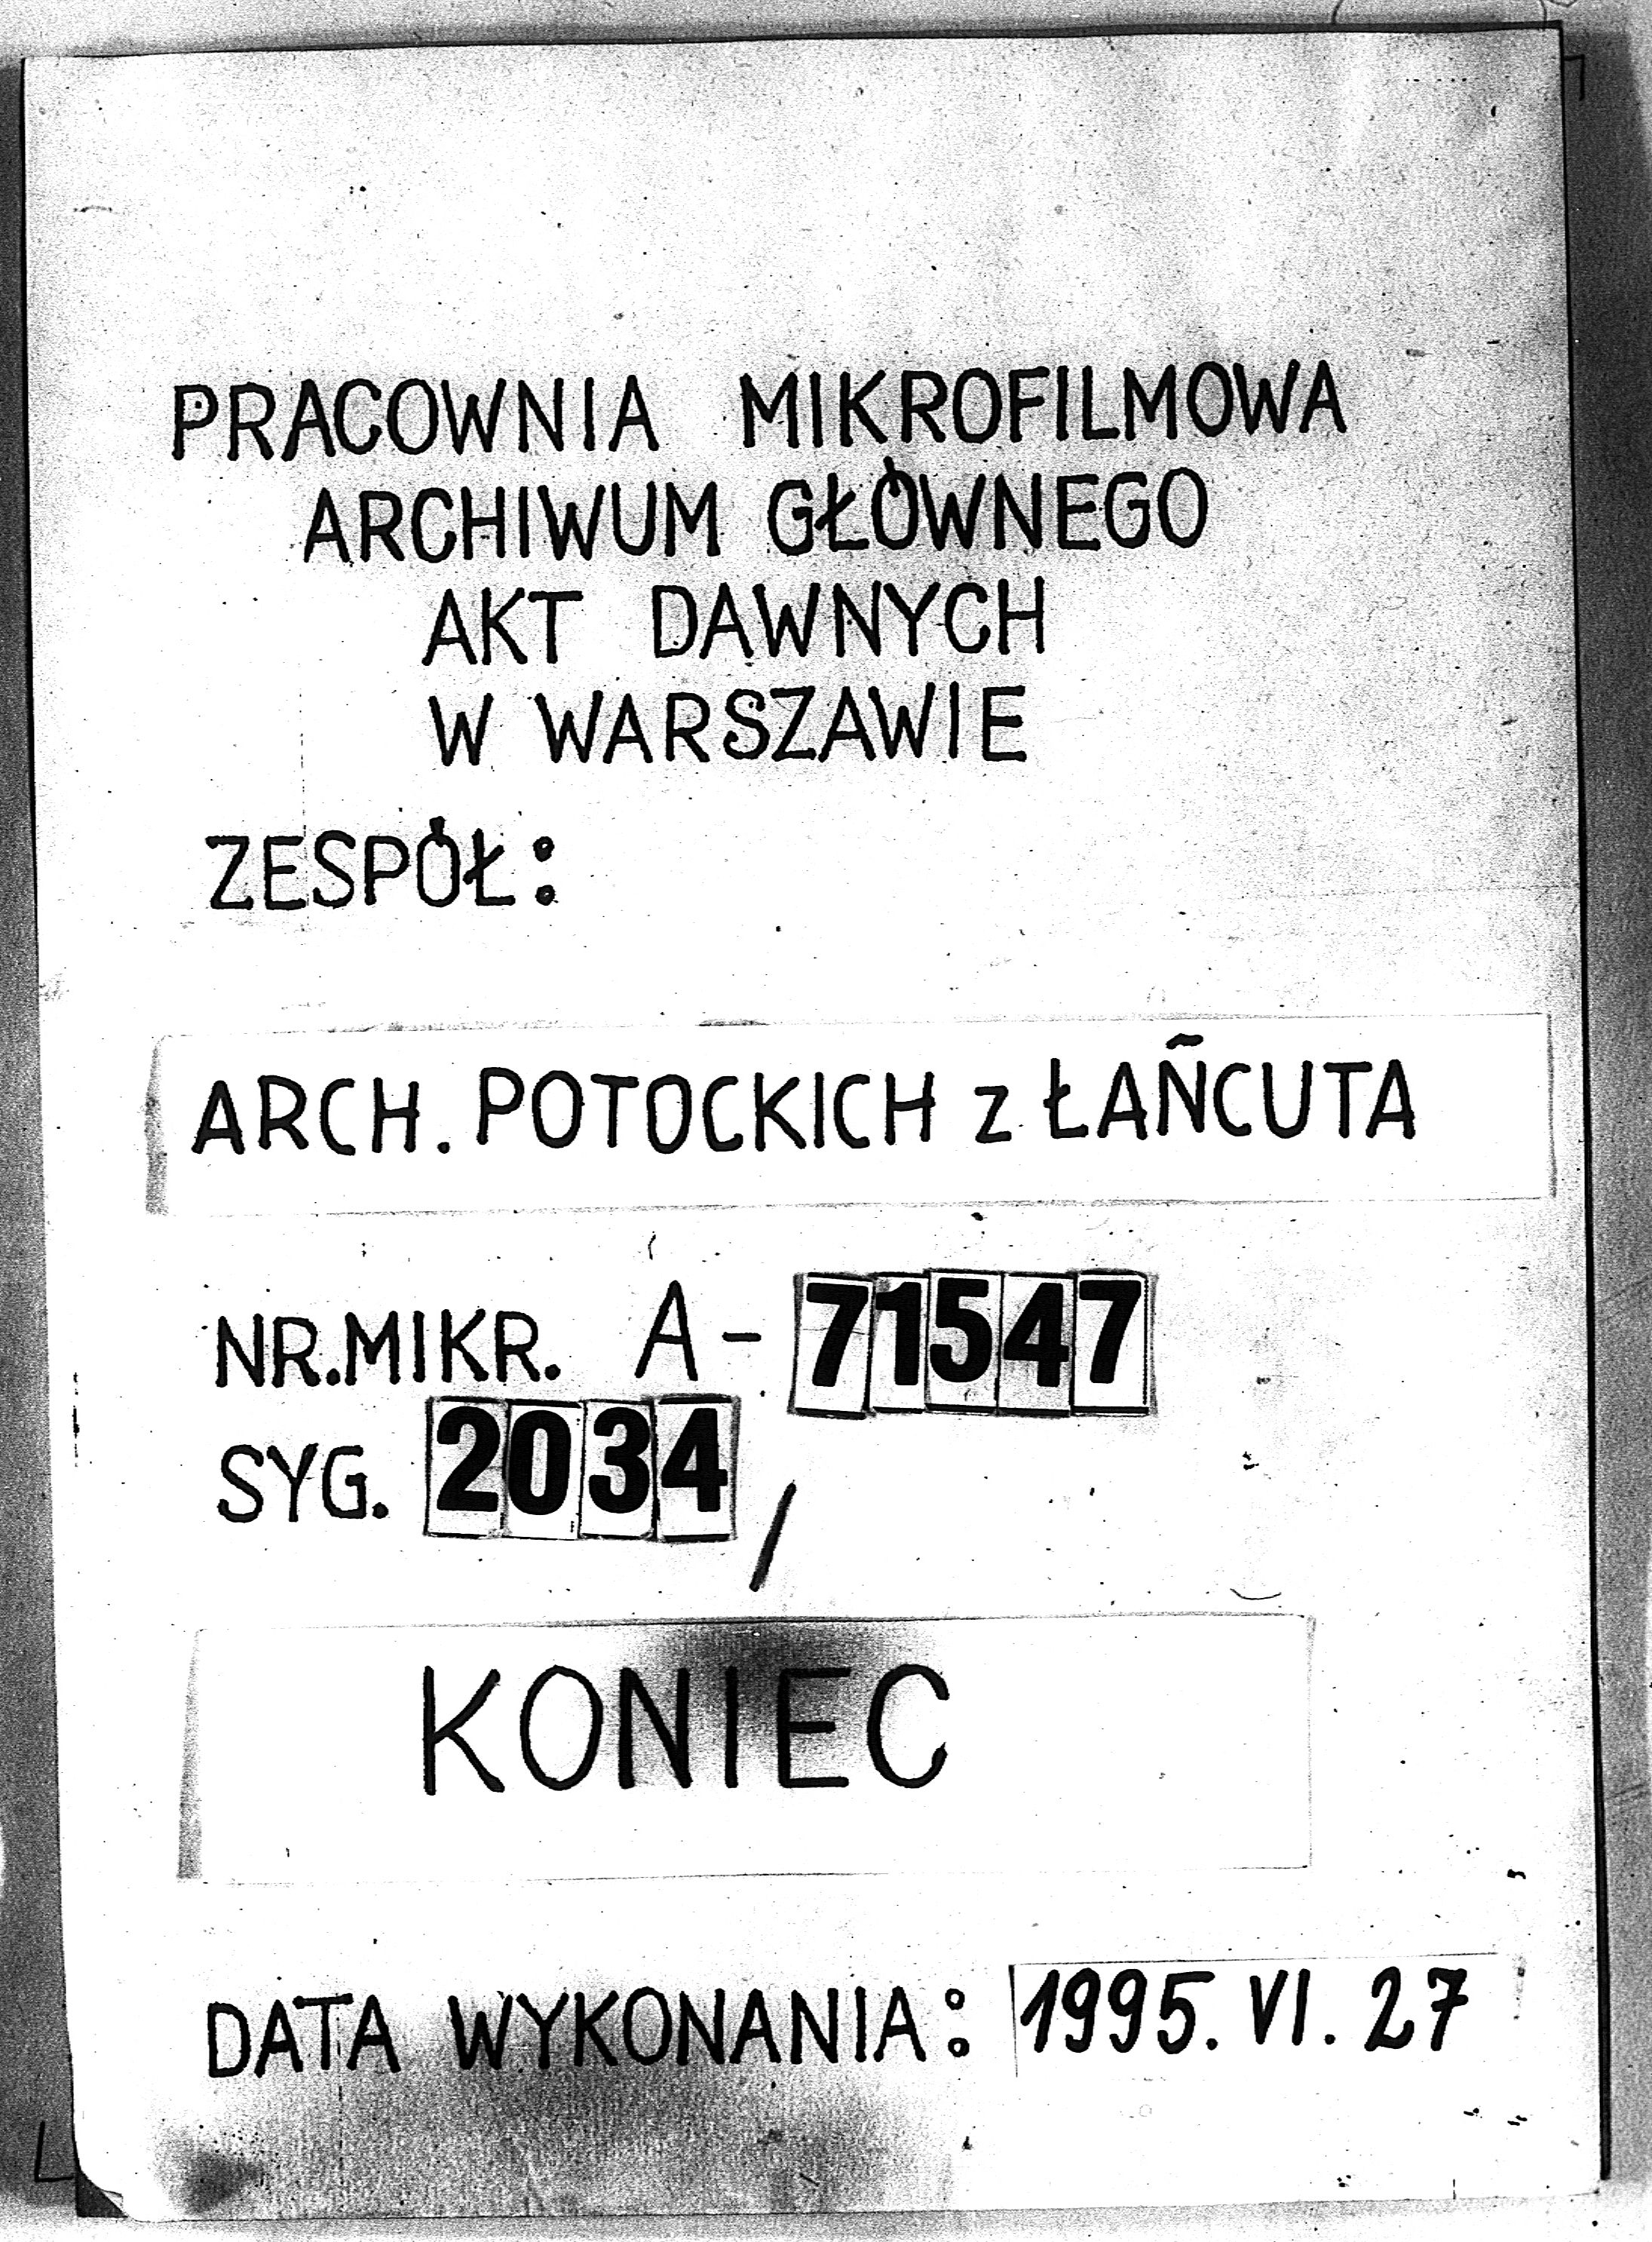 PRACOWNIA MIKROFILMOWA
ARCHIWUM GŁÓWNEGO
AKT DAWNYCH
W WARSZAWIE
ZESPÓŁ:
ARCH. POTOCKICH z ŁAŃCUTA
NR.MIKR. A-71547
SYG. 2034/
KONIEC
DATA WYKONANIA: 1995. VI. 27